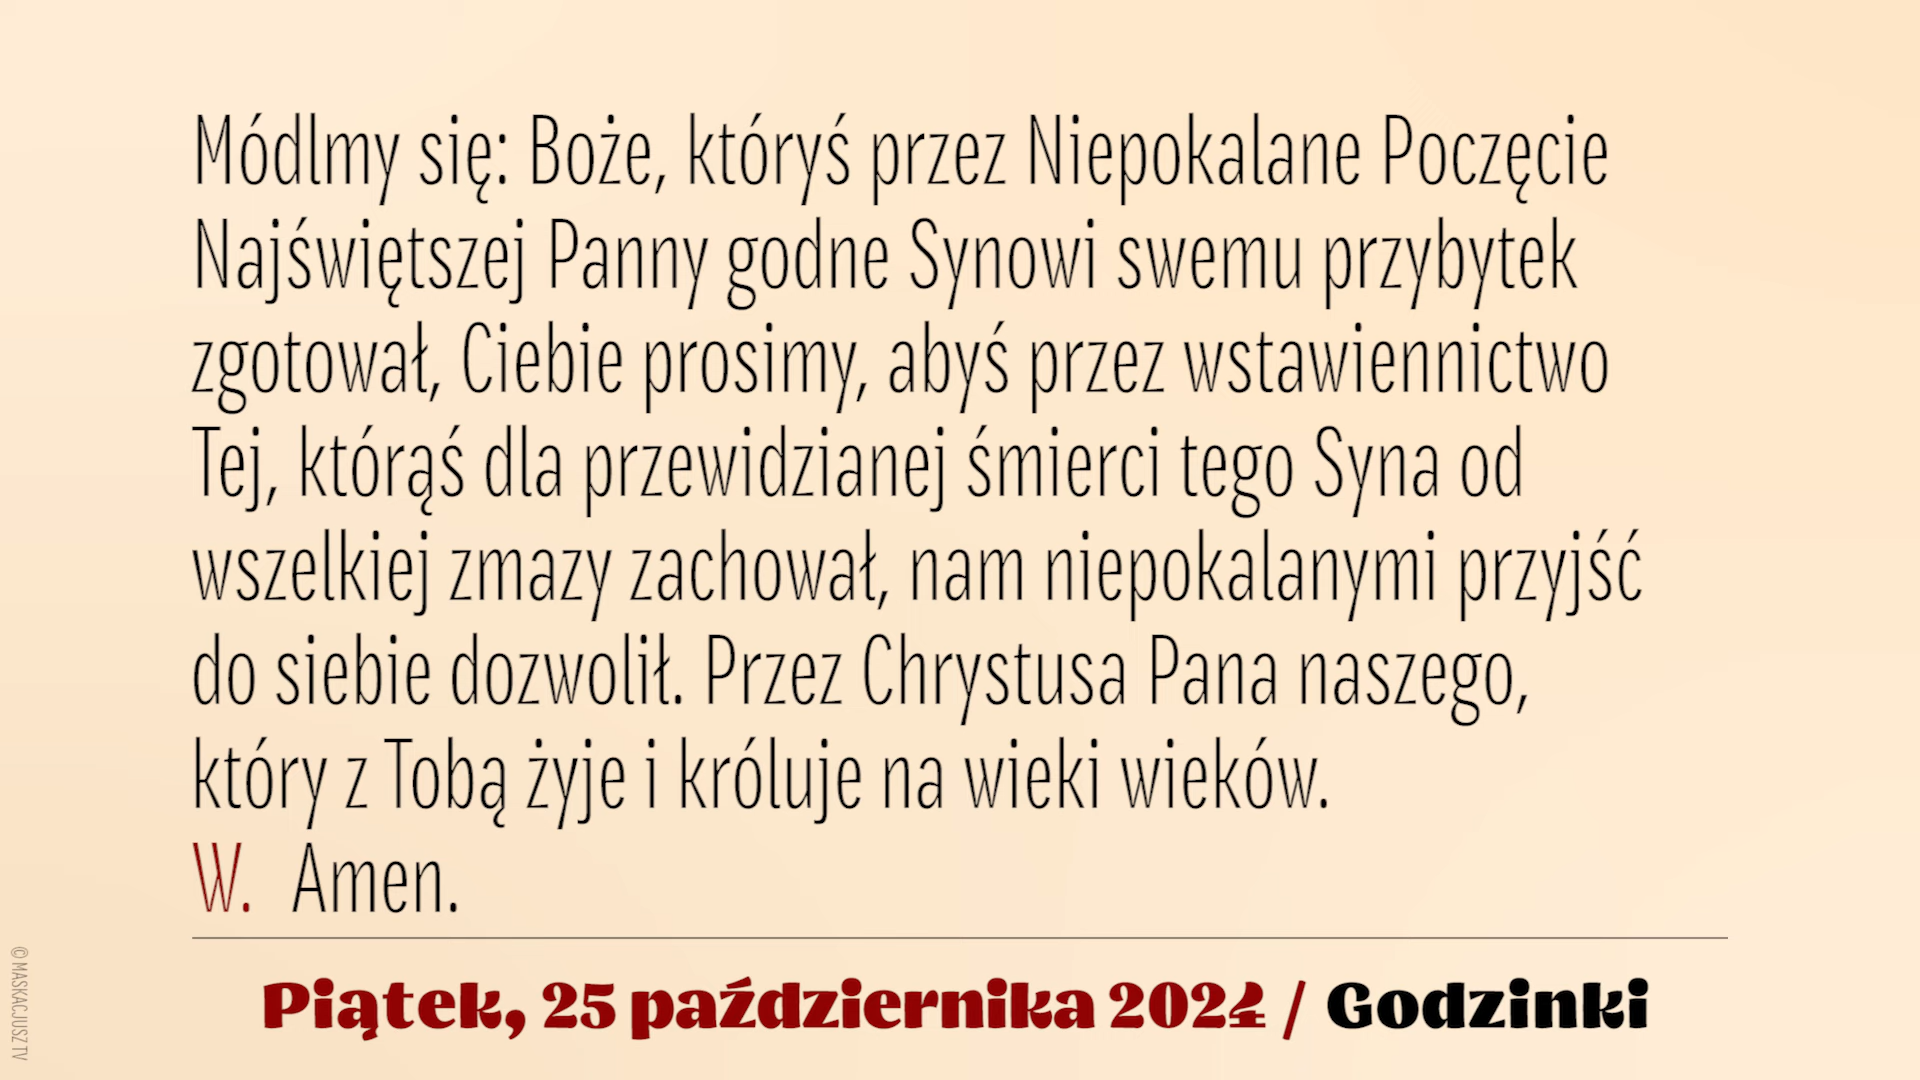 Módlmy się: Boże, któryś przez Niepokalane Poczęcie
Najświętszej Panny godne Synowi swemu przybytek
zgotował, Ciebie prosimy, abyś przez wstawiennictwo
Tej, którąś dla przewidzianej śmierci tego Syna od
wszelkiej zmazy zachował, nam niepokalanymi przyjść
do siebie dozwolił. Przez Chrystusa Pana naszego,
który z Tobą żyje i króluje na wieki wieków.
W. Amen.
Piątek, 25 października 2024 / Godzinki
© MASKACJUSZ TV